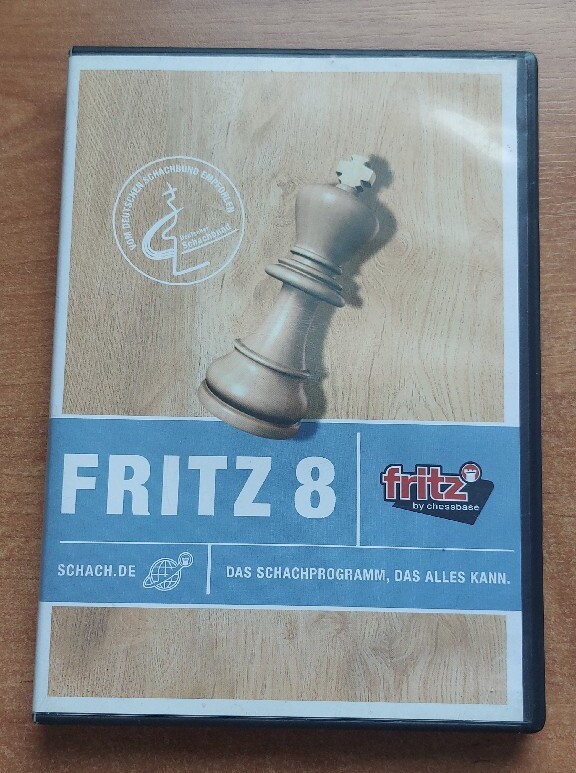 VOM DEUTSCHEN SCHACHBUND EMPFOHLEN
Deutscher
Schachbund
FRITZ 8
fritz
by chessbase
SCHACH.DE
DAS SCHACHPROGRAMM, DAS ALLES KANN.